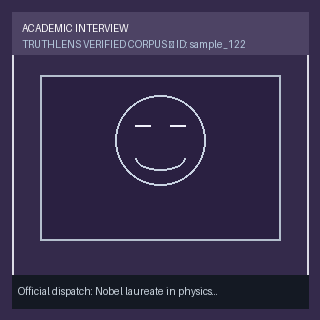 ACADEMIC INTERVIEW
TRUTHLENS VERIFIED CORPUS ID: sample_122
Official dispatch: Nobel laureate in physics...